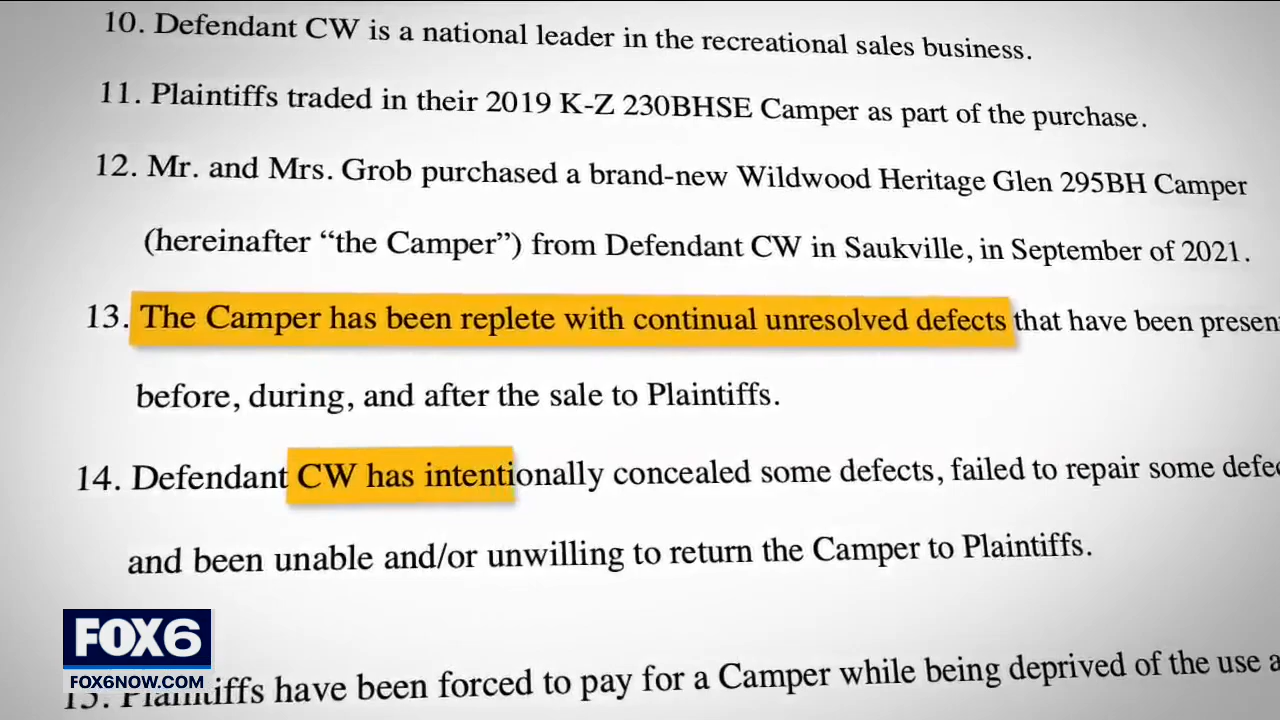 10. Defendant CW is a national leader in the recreational sales business.
11. Plaintiffs traded in their 2019 K-Z 230BHSE Camper as part of the purchase.
12. Mr. and Mrs. Grob purchased a brand-new Wildwood Heritage Glen 295BH Camper
(hereinafter “the Camper”) from Defendant CW in Saukville, in September of 2021.
13. The Camper has been replete with continual unresolved defects that have been presen
before, during, and after the sale to Plaintiffs.
14. Defendant CW has intentionally concealed some defects, failed to repair some defe
and been unable and/or unwilling to return the Camper to Plaintiffs.
FOX6
FOX6NOW.COM
15. Plaintiffs have been forced to pay for a Camper while being deprived of the use a